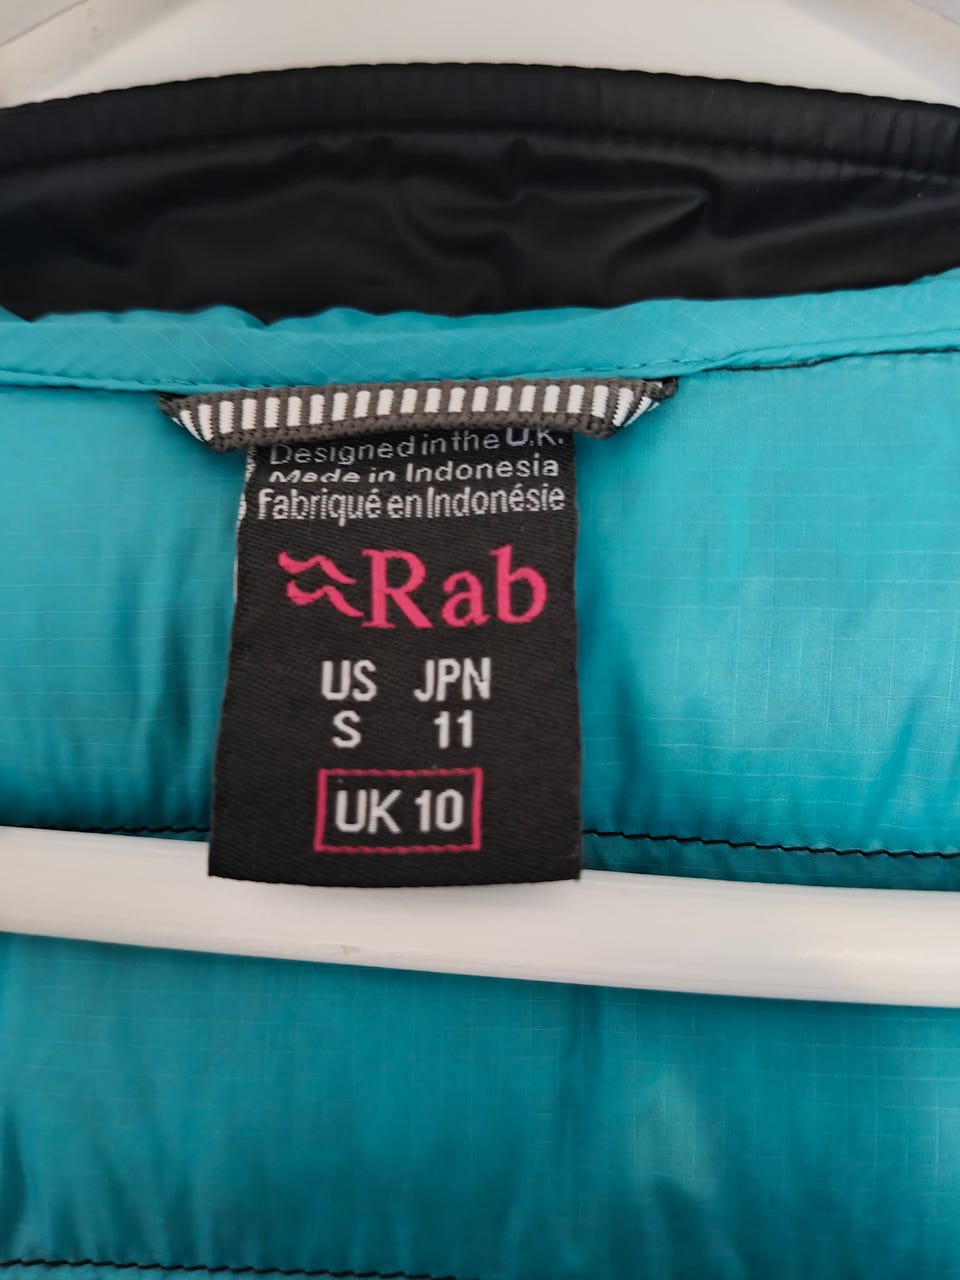 Designed in the U.K.
Made in Indonesia
Fabriqué en Indonésie
Rab
US JPN
S 11
UK 10